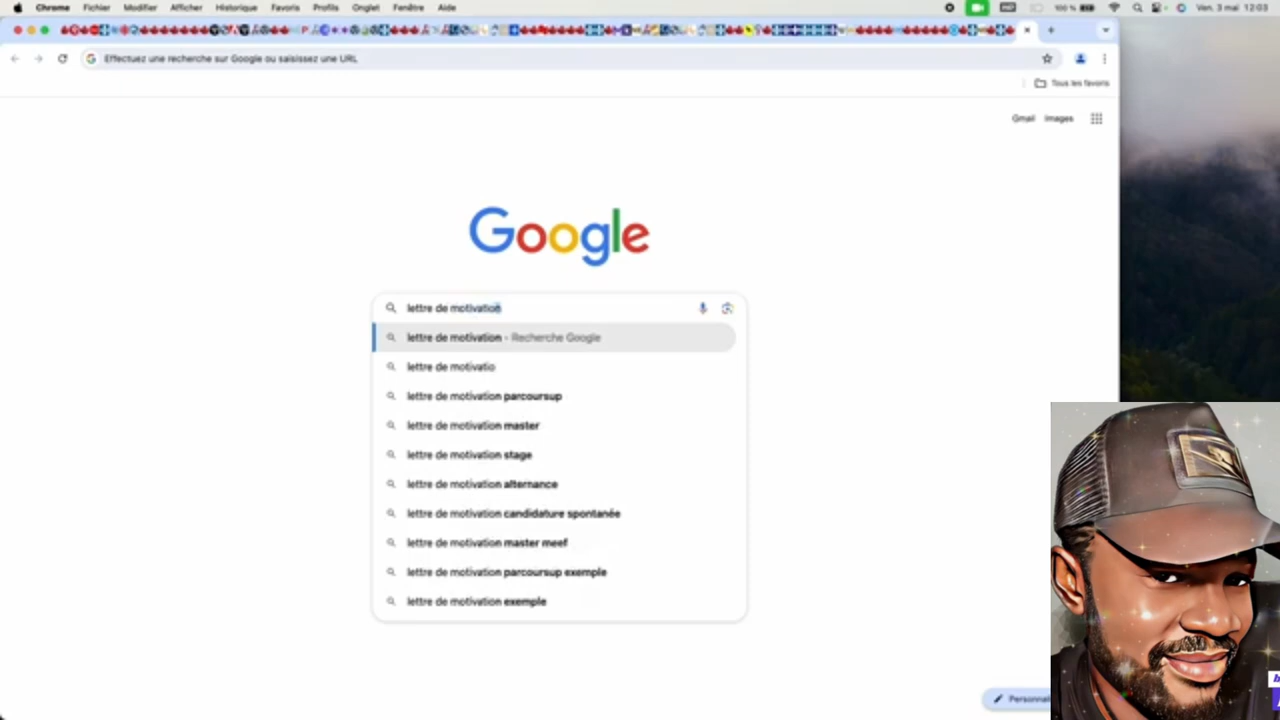 Chrome Fichier Modifier Afficher Historique Favoris Profils Onglet Fenêtre Aide 100 % Ven. 3 mai 12:03
Effectuez une recherche sur Google ou saisissez une URL
Tous les favoris
Gmail Images
Google
lettre de motivation
lettre de motivation - Recherche Google
lettre de motivatio
lettre de motivation parcoursup
lettre de motivation master
lettre de motivation stage
lettre de motivation alternance
lettre de motivation candidature spontanée
lettre de motivation master meef
lettre de motivation parcoursup exemple
lettre de motivation exemple